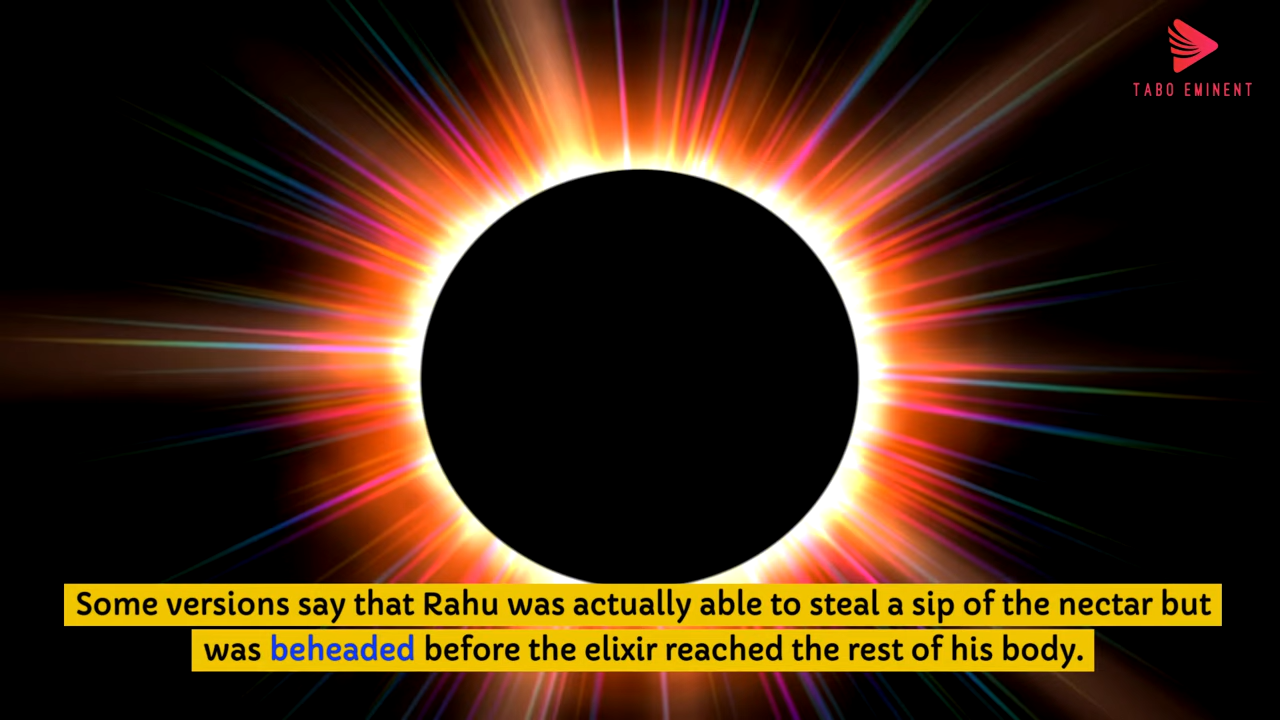 TABO EMINENT
Some versions say that Rahu was actually able to steal a sip of the nectar but
was beheaded before the elixir reached the rest of his body.